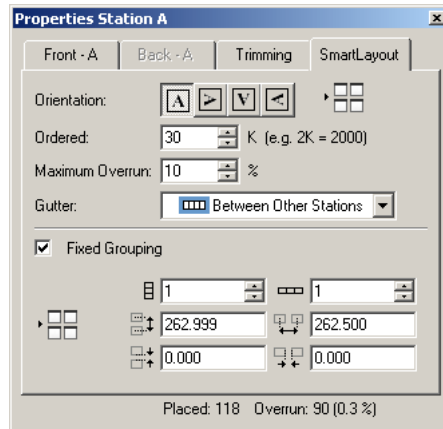 Properties Station A
Front - A Back - A Trimming SmartLayout
Orientation: A A A A
Ordered: 30 K (e.g. 2K = 2000)
Maximum Overrun: 10 %
Gutter: Between Other Stations
Fixed Grouping
1 1
262.999 262.500
0.000 0.000
Placed: 118 Overrun: 90 (0.3 %)